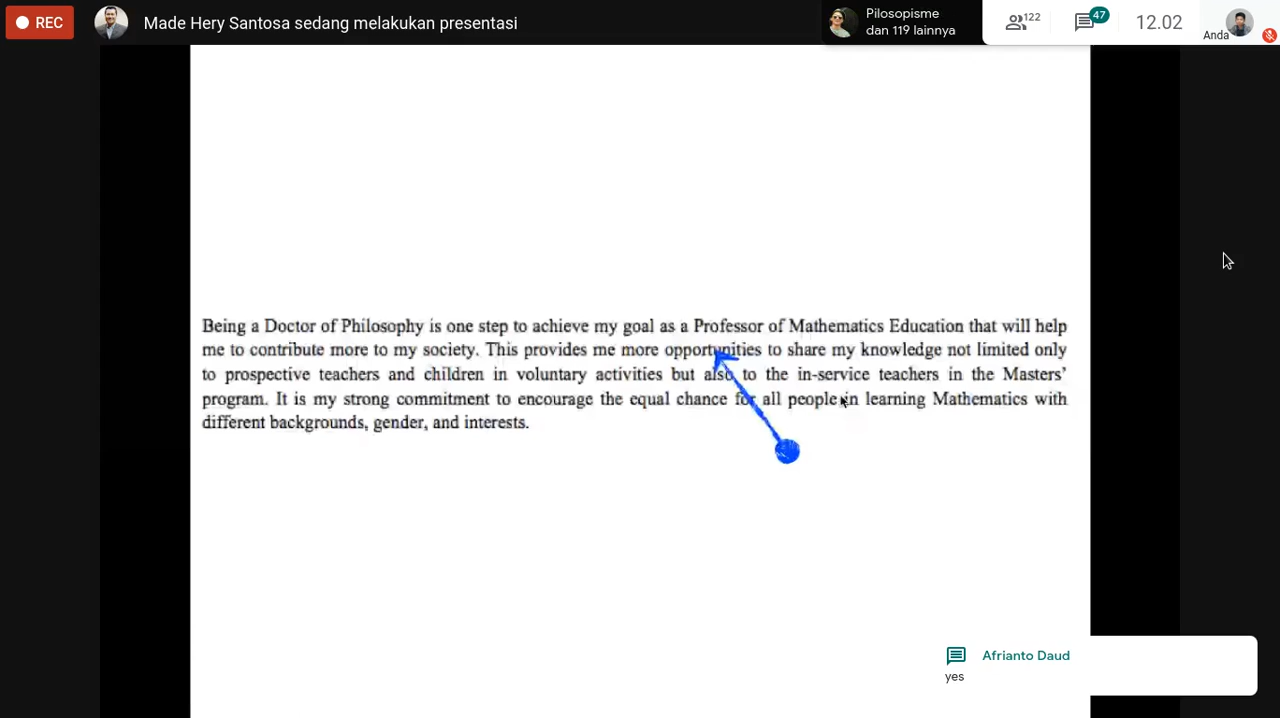 REC
Made Hery Santosa sedang melakukan presentasi
Pilosopisme
dan 119 lainnya
122
47
12.02
Anda
Being a Doctor of Philosophy is one step to achieve my goal as a Professor of Mathematics Education that will help
me to contribute more to my society. This provides me more opportunities to share my knowledge not limited only
to prospective teachers and children in voluntary activities but also to the in-service teachers in the Masters'
program. It is my strong commitment to encourage the equal chance for all people in learning Mathematics with
different backgrounds, gender, and interests.
Afrianto Daud
yes